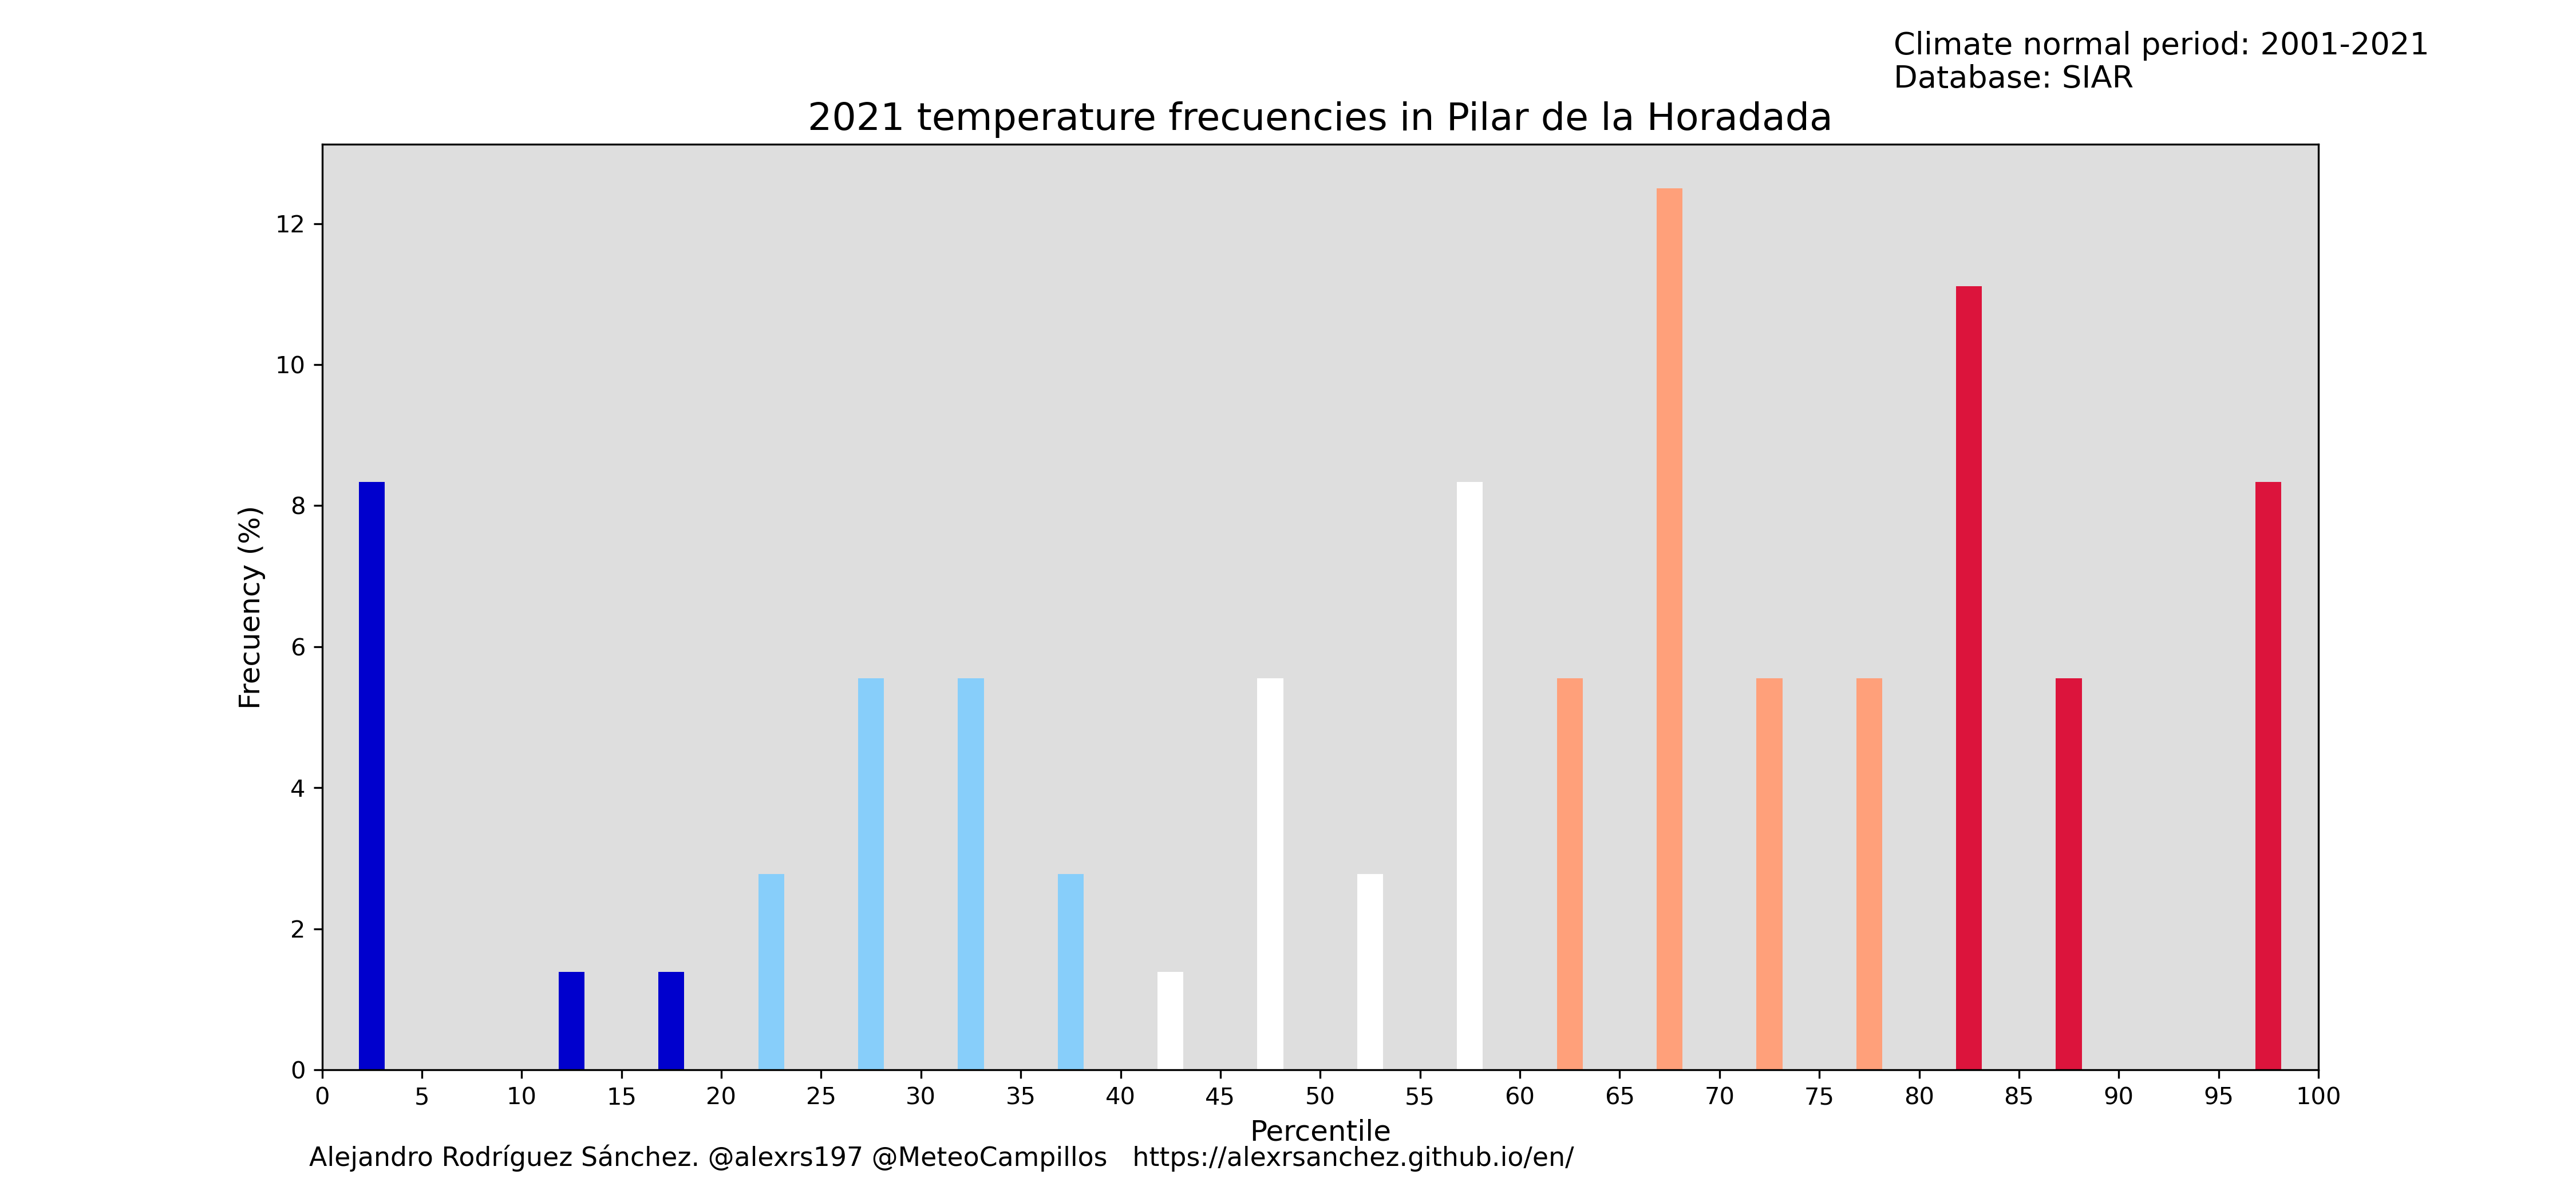 Climate normal period: 2001-2021
Database: SIAR
2021 temperature frecuencies in Pilar de la Horadada
12
10
8
6
4
2
0
Frecuency (%)
0 5 10 15 20 25 30 35 40 45 50 55 60 65 70 75 80 85 90 95 100
Percentile
Alejandro Rodríguez Sánchez. @alexrs197 @MeteoCampillos https://alexrsanchez.github.io/en/